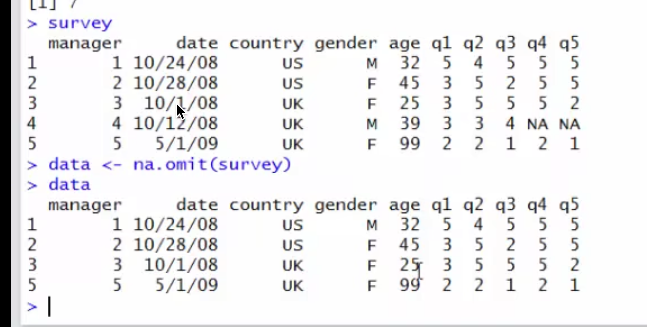 [1] 7
> survey
manager date country gender age q1 q2 q3 q4 q5
1 1 10/24/08 US M 32 5 4 5 5 5
2 2 10/28/08 US F 45 3 5 2 5 5
3 3 10/1/08 UK F 25 3 5 5 5 2
4 4 10/12/08 UK M 39 3 3 4 NA NA
5 5 5/1/09 UK F 99 2 2 1 2 1
> data <- na.omit(survey)
> data
manager date country gender age q1 q2 q3 q4 q5
1 1 10/24/08 US M 32 5 4 5 5 5
2 2 10/28/08 US F 45 3 5 2 5 5
3 3 10/1/08 UK F 25 3 5 5 5 2
5 5 5/1/09 UK F 99 2 2 1 2 1
>